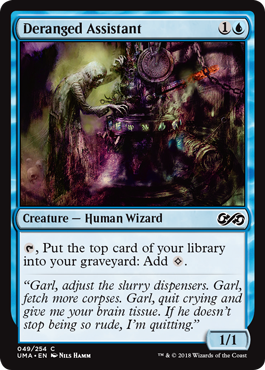 Deranged Assistant 1
Creature — Human Wizard
, Put the top card of your library
into your graveyard: Add .
“Garl, adjust the slurry dispensers. Garl,
fetch more corpses. Garl, quit crying and
give me your brain tissue. If he doesn’t
stop being so rude, I’m quitting.”
1/1
049/254 C
UMA • EN NILS HAMM
™ & © 2018 Wizards of the Coast